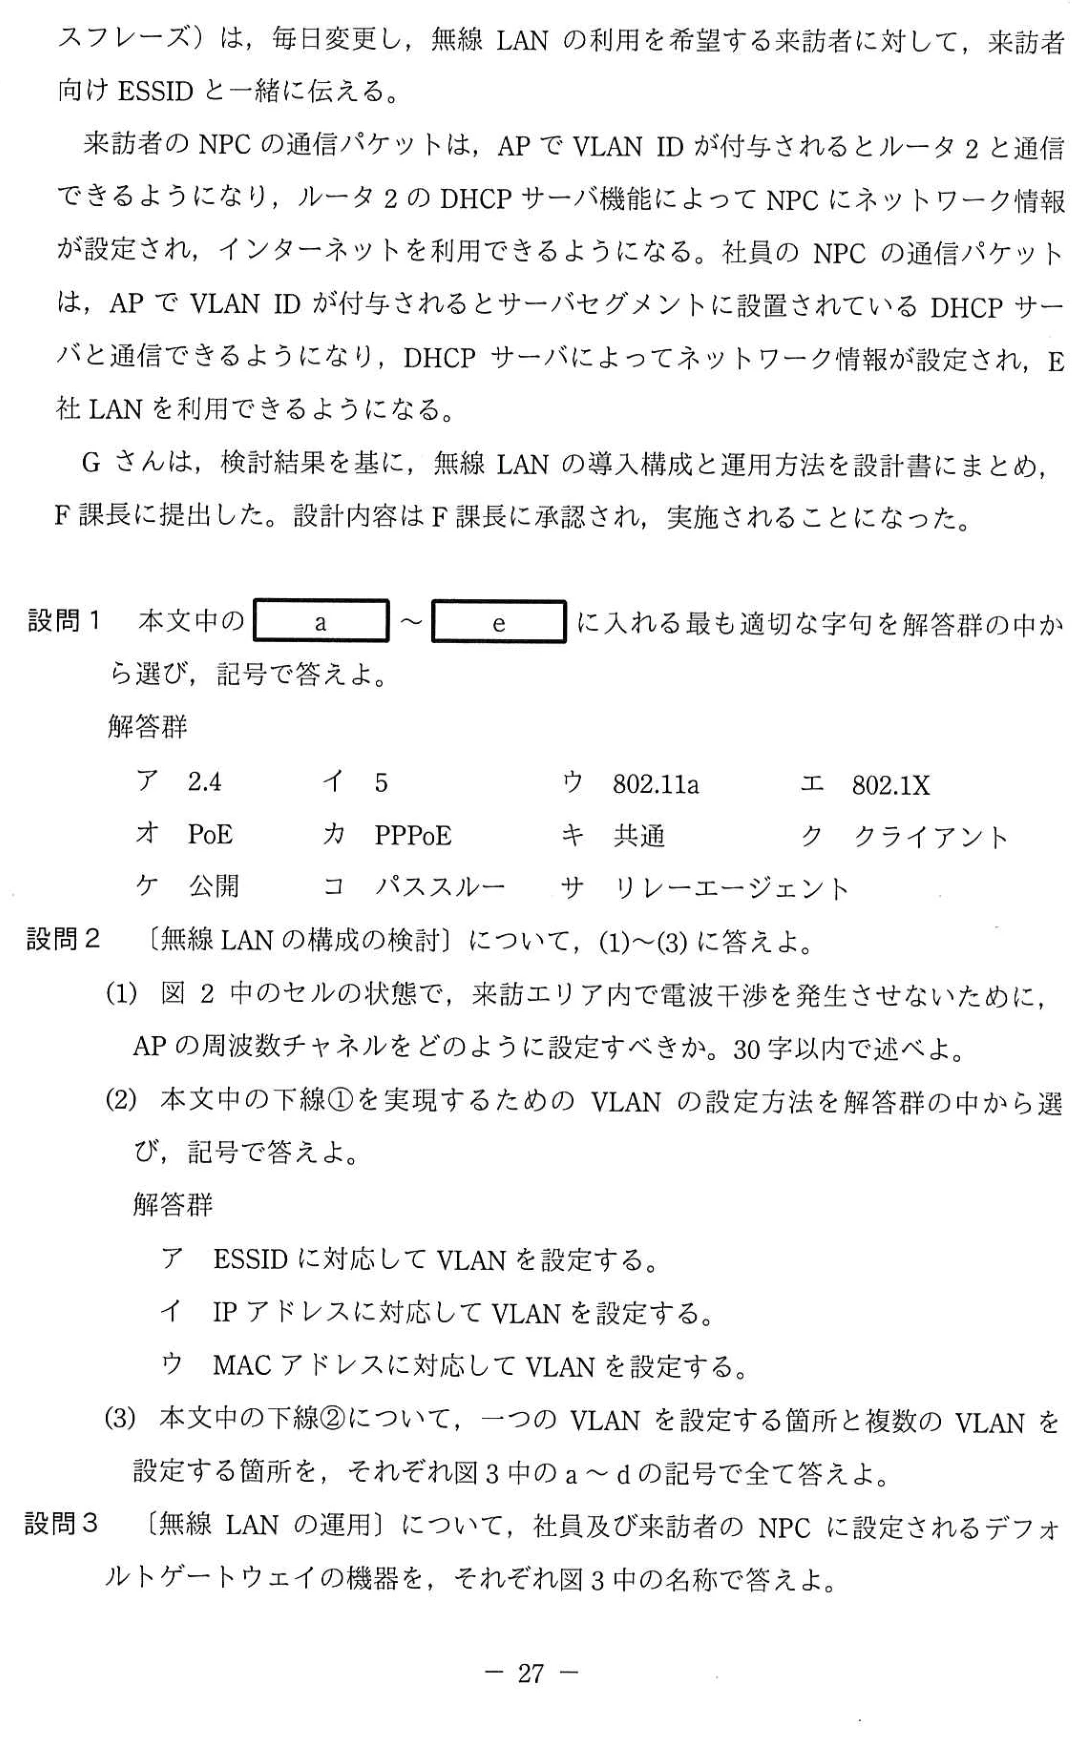 スフレーズ）は，毎日変更し，無線 LAN の利用を希望する来訪者に対して，来訪者
向け ESSID と一緒に伝える。
来訪者の NPC の通信パケットは，AP で VLAN ID が付与されるとルータ 2 と通信
できるようになり，ルータ 2 の DHCP サーバ機能によって NPC にネットワーク情報
が設定され，インターネットを利用できるようになる。社員の NPC の通信パケット
は，AP で VLAN ID が付与されるとサーバセグメントに設置されている DHCP サー
バと通信できるようになり，DHCP サーバによってネットワーク情報が設定され，E
社 LAN を利用できるようになる。
G さんは，検討結果を基に，無線 LAN の導入構成と運用方法を設計書にまとめ，
F 課長に提出した。設計内容は F 課長に承認され，実施されることになった。
設問1 本文中の a ～ e に入れる最も適切な字句を解答群の中か
ら選び，記号で答えよ。
解答群
ア 2.4 イ 5 ウ 802.11a エ 802.1X
オ PoE カ PPPoE キ 共通 ク クライアント
ケ 公開 コ パススルー サ リレーエージェント
設問2 〔無線 LAN の構成の検討〕について，(1)～(3) に答えよ。
(1) 図 2 中のセルの状態で，来訪エリア内で電波干渉を発生させないために，
AP の周波数チャネルをどのように設定すべきか。30 字以内で述べよ。
(2) 本文中の下線①を実現するための VLAN の設定方法を解答群の中から選
び，記号で答えよ。
解答群
ア ESSID に対応して VLAN を設定する。
イ IP アドレスに対応して VLAN を設定する。
ウ MAC アドレスに対応して VLAN を設定する。
(3) 本文中の下線②について，一つの VLAN を設定する箇所と複数の VLAN を
設定する箇所を，それぞれ図 3 中の a ～ d の記号で全て答えよ。
設問3 〔無線 LAN の運用〕について，社員及び来訪者の NPC に設定されるデフォ
ルトゲートウェイの機器を，それぞれ図 3 中の名称で答えよ。
－ 27 －